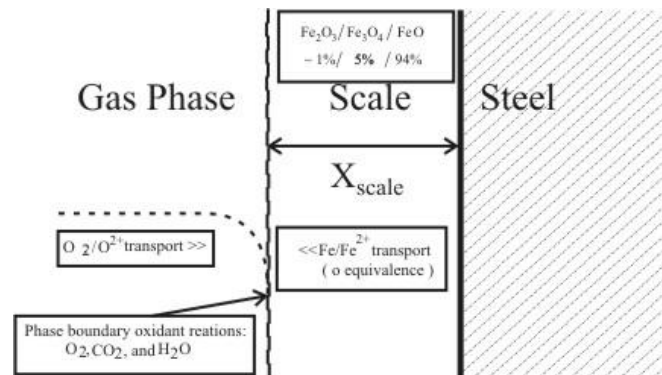 Fe₂O₃/Fe₃O₄/ FeO
~ 1%/ 5% / 94%
Gas Phase Scale Steel
Xscale
O 2/O²⁺transport >>
<<Fe/Fe²⁺ transport
( o equivalence )
Phase boundary oxidant reations:
O2,CO2, and H2O